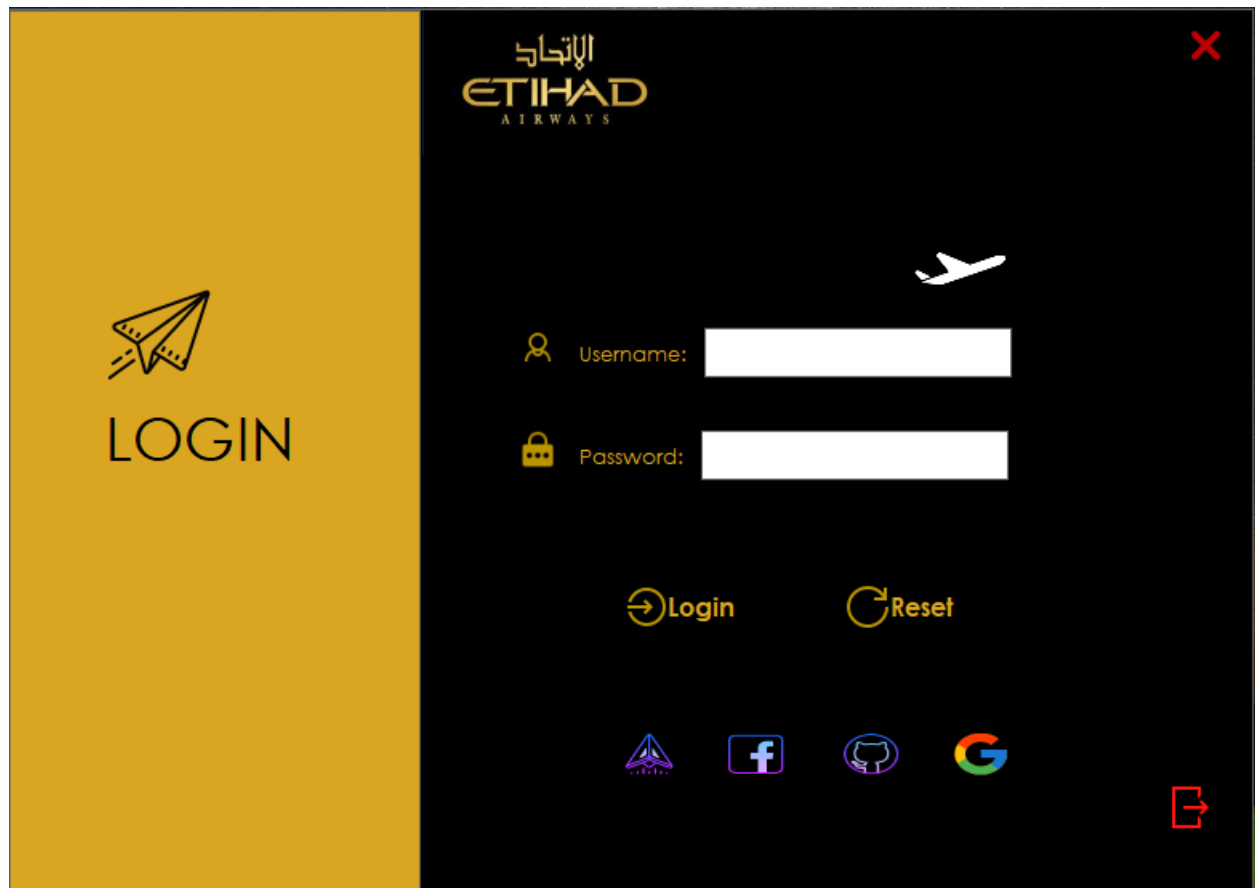 الإتحاد
ETIHAD
AIRWAYS
LOGIN
Username:
Password:
Login
Reset